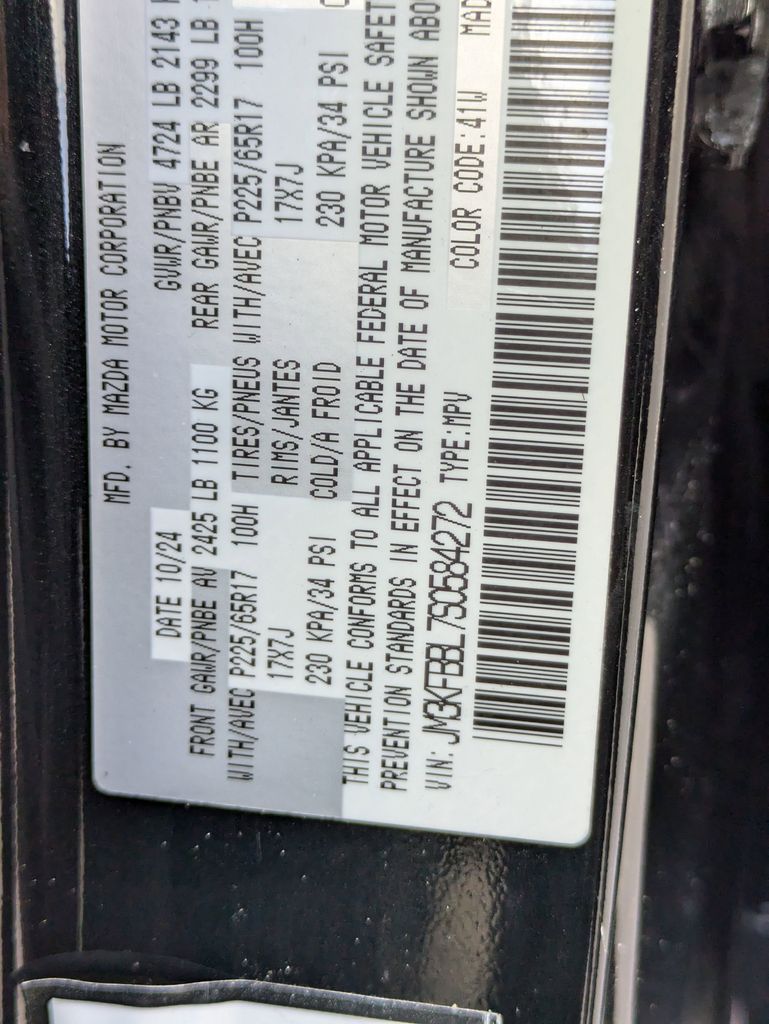 MFD. BY MAZDA MOTOR CORPORATION
DATE 10/24 GVWR/PNBV 4724 LB 2143
FRONT GAWR/PNBE AV 2425 LB 1100 KG REAR GAWR/PNBE AR 2299 LB
WITH/AVEC P225/65R17 100H TIRES/PNEUS WITH/AVEC P225/65R17 100H
17X7J RIMS/JANTES 17X7J
230 KPA/34 PSI COLD/A FROID 230 KPA/34 PSI
THIS VEHICLE CONFORMS TO ALL APPLICABLE FEDERAL MOTOR VEHICLE SAFET
PREVENTION STANDARDS IN EFFECT ON THE DATE OF MANUFACTURE SHOWN ABO
VIN: JM3KFBBL7S0584272 TYPE:MPV COLOR CODE:41W MAD